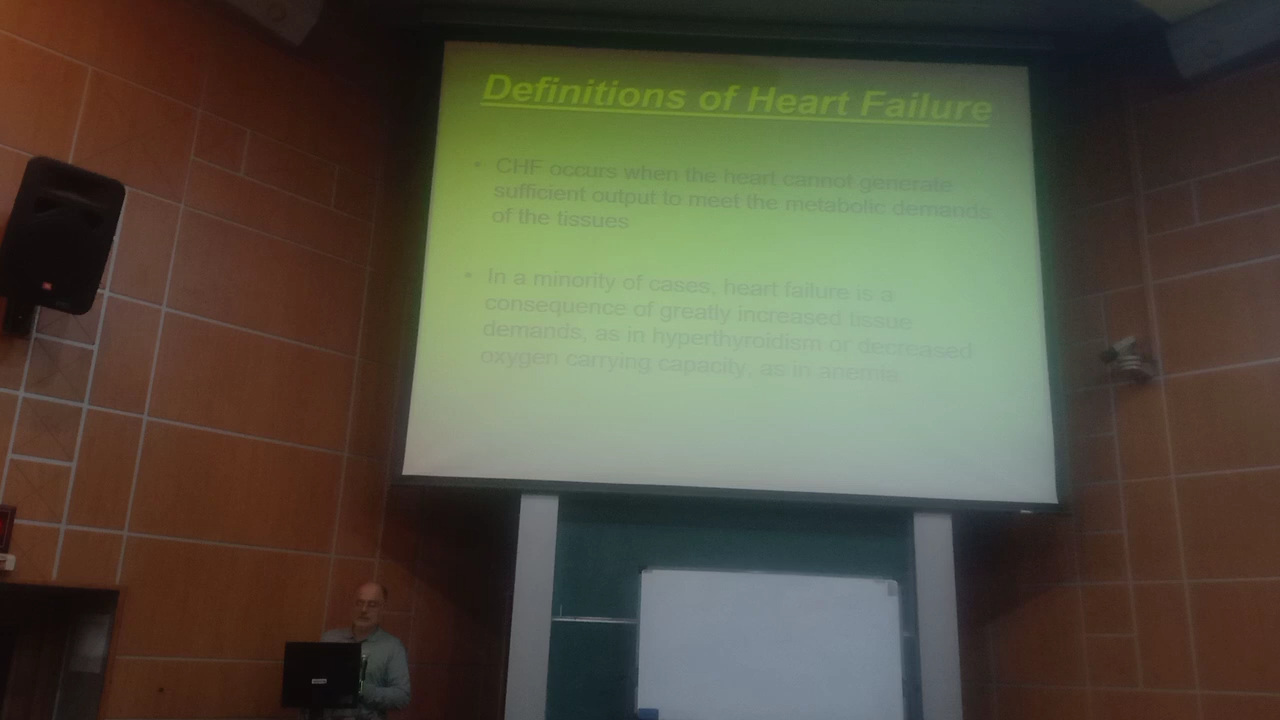 Definitions of Heart Failure
• CHF occurs when the heart cannot generate
sufficient output to meet the metabolic demands
of the tissues
• In a minority of cases, heart failure is a
consequence of greatly increased tissue
demands, as in hyperthyroidism or decreased
oxygen carrying capacity, as in anemia.